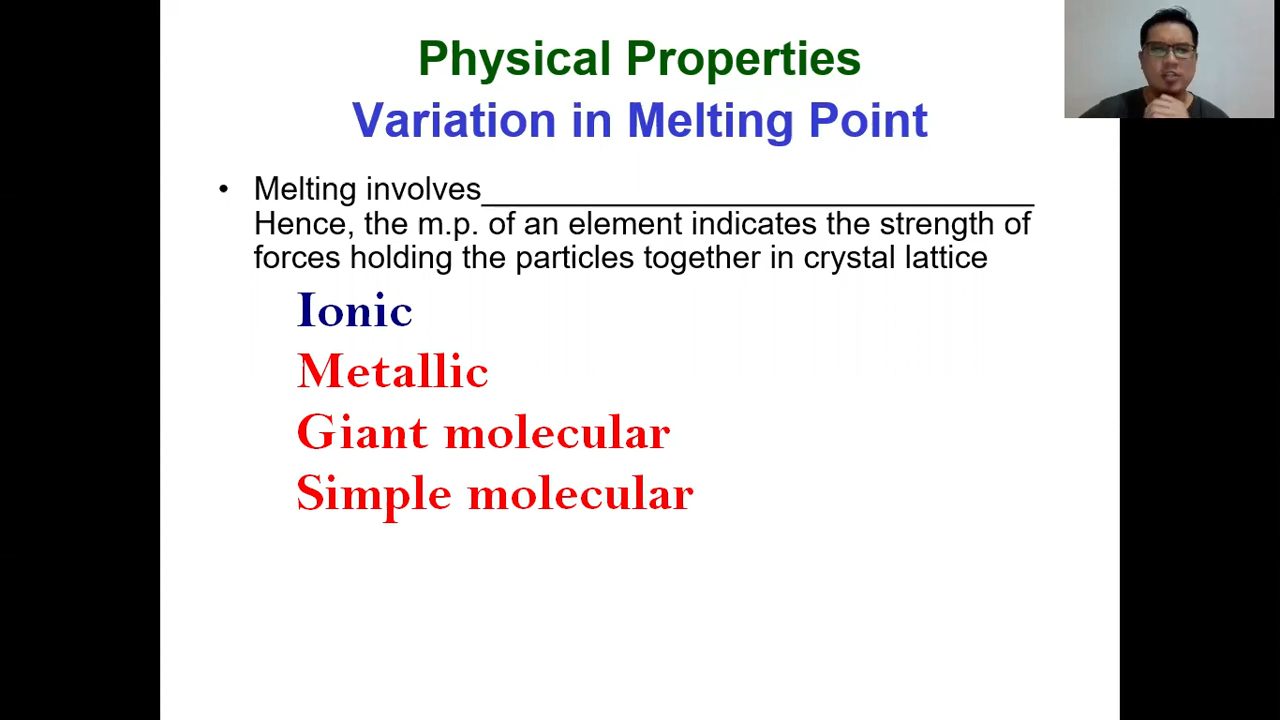 Physical Properties
Variation in Melting Point
• Melting involves_______________________________
Hence, the m.p. of an element indicates the strength of
forces holding the particles together in crystal lattice
Ionic
Metallic
Giant molecular
Simple molecular